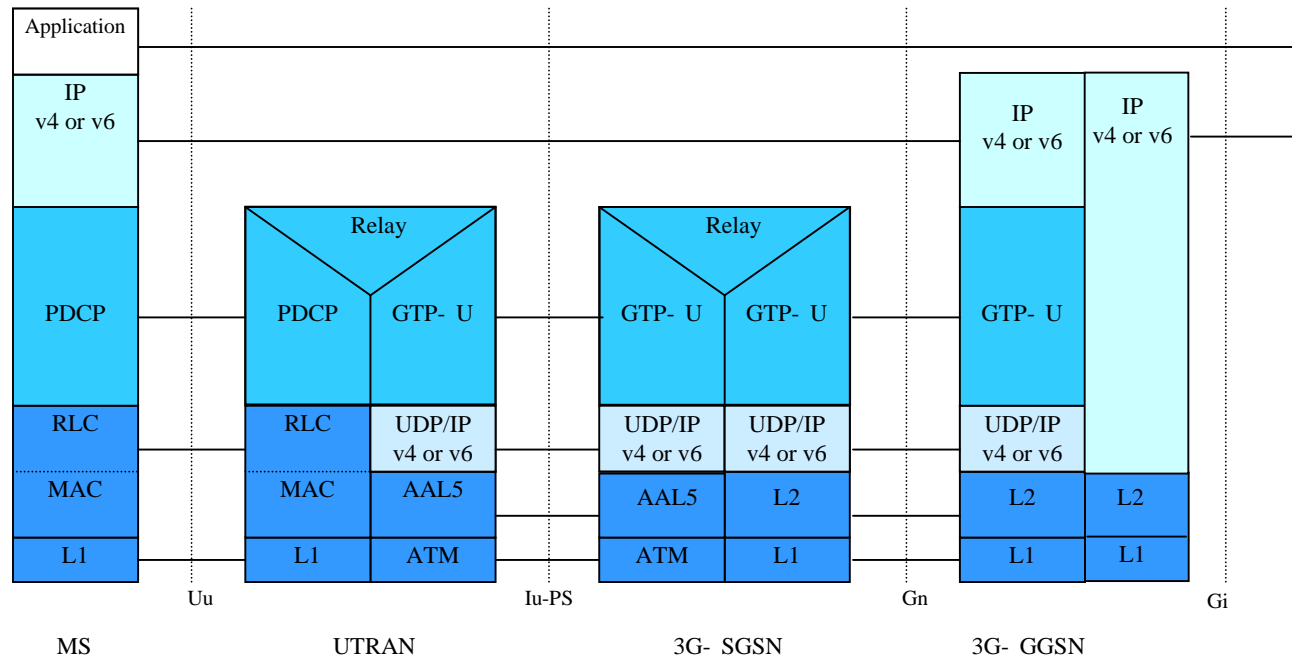 Application
IP
v4 or v6
IP
v4 or v6
IP
v4 or v6
Relay
Relay
PDCP
PDCP
GTP- U
GTP- U
GTP- U
GTP- U
RLC
RLC
UDP/IP
v4 or v6
UDP/IP
v4 or v6
UDP/IP
v4 or v6
UDP/IP
v4 or v6
MAC
MAC
AAL5
AAL5
L2
L2
L2
L1
L1
ATM
ATM
L1
L1
L1
Uu
Iu-PS
Gn
Gi
MS
UTRAN
3G- SGSN
3G- GGSN